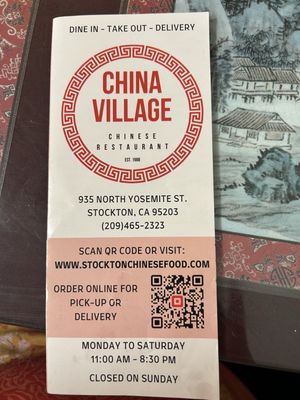 DINE IN - TAKE OUT - DELIVERY
CHINA
VILLAGE
CHINESE
RESTAURANT
EST. 1988
935 NORTH YOSEMITE ST.
STOCKTON, CA 95203
(209)465-2323
SCAN QR CODE OR VISIT:
WWW.STOCKTONCHINESEFOOD.COM
ORDER ONLINE FOR
PICK-UP OR
DELIVERY
MONDAY TO SATURDAY
11:00 AM - 8:30 PM
CLOSED ON SUNDAY